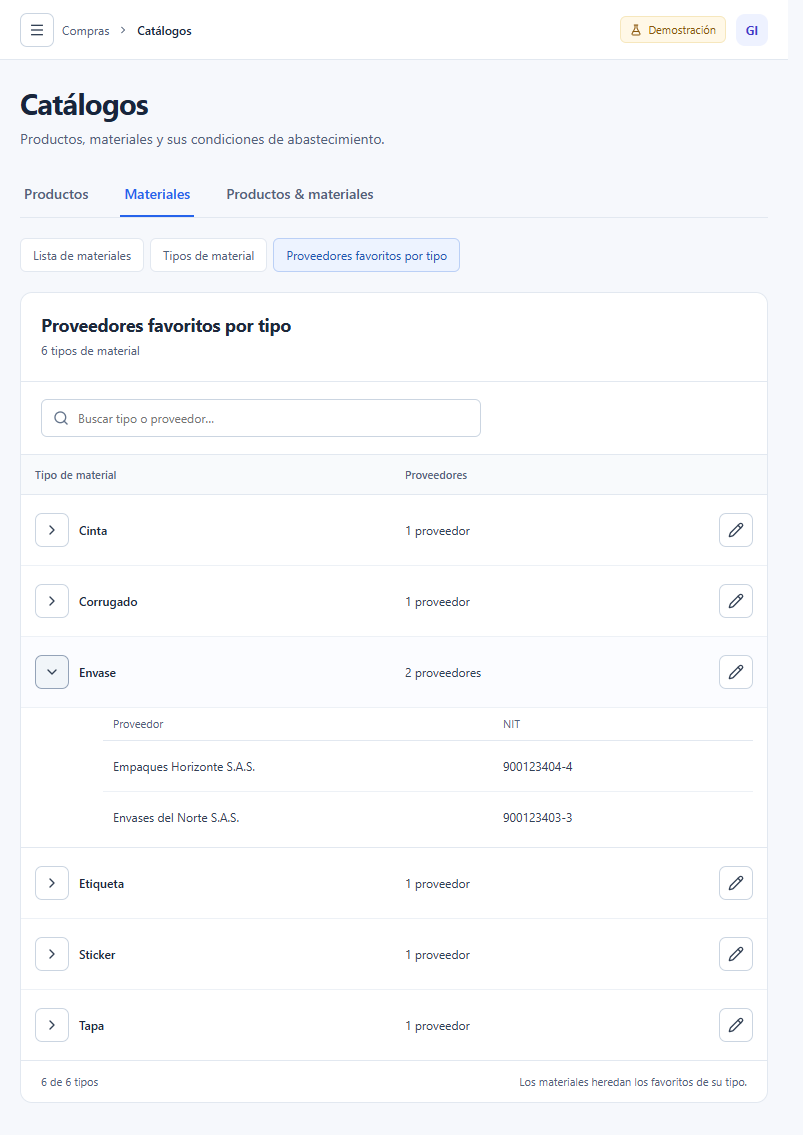 Compras > Catálogos
Demostración
GI
Catálogos
Productos, materiales y sus condiciones de abastecimiento.
Productos Materiales Productos & materiales
Lista de materiales Tipos de material Proveedores favoritos por tipo
Proveedores favoritos por tipo
6 tipos de material
Buscar tipo o proveedor...
Tipo de material Proveedores
Cinta 1 proveedor
Corrugado 1 proveedor
Envase 2 proveedores
Proveedor NIT
Empaques Horizonte S.A.S. 900123404-4
Envases del Norte S.A.S. 900123403-3
Etiqueta 1 proveedor
Sticker 1 proveedor
Tapa 1 proveedor
6 de 6 tipos Los materiales heredan los favoritos de su tipo.